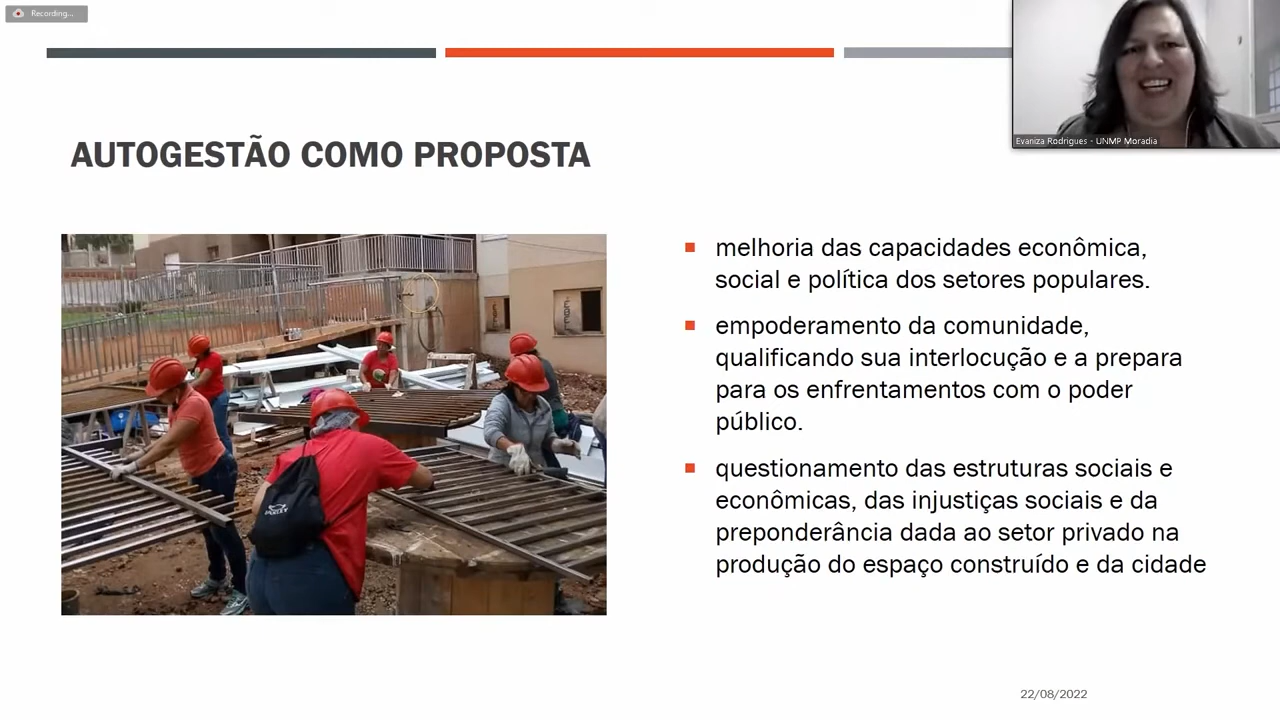 Recording...
Evaniza Rodrigues - UNMP Moradia
AUTOGESTÃO COMO PROPOSTA
melhoria das capacidades econômica,
social e política dos setores populares.
empoderamento da comunidade,
qualificando sua interlocução e a prepara
para os enfrentamentos com o poder
público.
questionamento das estruturas sociais e
econômicas, das injustiças sociais e da
preponderância dada ao setor privado na
produção do espaço construído e da cidade
22/08/2022